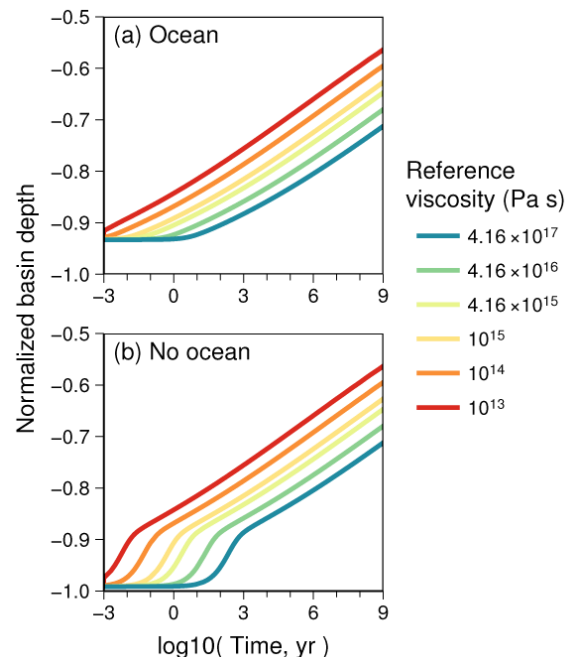 (a) Ocean
-0.5
-0.6
-0.7
-0.8
-0.9
-1.0
-3 0 3 6 9
(b) No ocean
-0.5
-0.6
-0.7
-0.8
-0.9
-1.0
-3 0 3 6 9
Normalized basin depth
log10( Time, yr )
Reference
viscosity (Pa s)
4.16 ×10¹⁷
4.16 ×10¹⁶
4.16 ×10¹⁵
10¹⁵
10¹⁴
10¹³